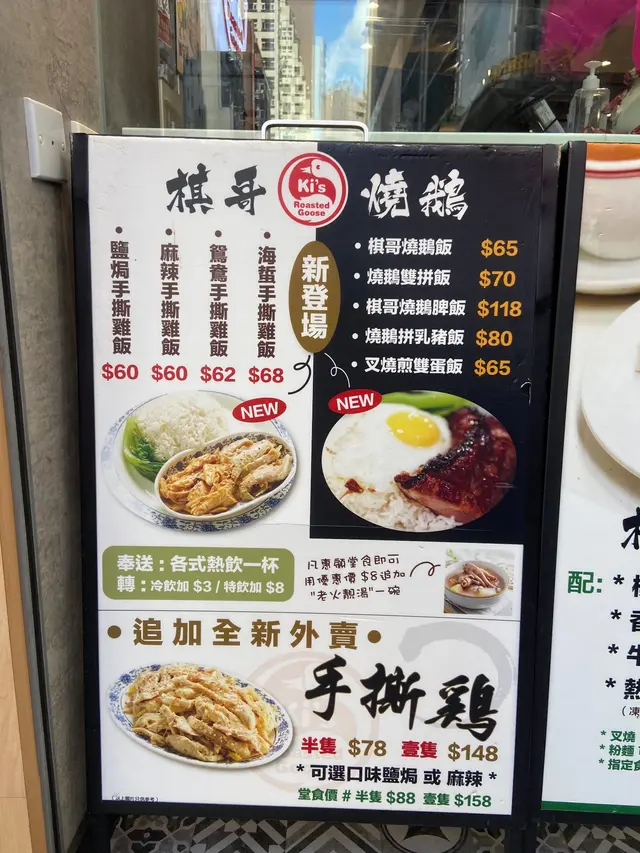 棋哥
Ki's
Roasted
Goose
燒鵝
鹽焗手撕雞飯
$60
麻辣手撕雞飯
$60
鴛鴦手撕雞飯
$62
海蜇手撕雞飯
$68
新登場
• 棋哥燒鵝飯 $65
• 燒鵝雙拼飯 $70
• 棋哥燒鵝脾飯 $118
• 燒鵝拼乳豬飯 $80
• 叉燒煎雙蛋飯 $65
NEW
NEW
奉送：各式熱飲一杯
轉：冷飲加 $3 / 特飲加 $8
凡惠顧堂食即可
用優惠價 $8追加
"老火靚湯"一碗
• 追加全新外賣 •
手撕鷄
半隻 $78 壹隻 $148
* 可選口味鹽焗 或 麻辣 *
堂食價 # 半隻 $88 壹隻 $158
配:
* 叉燒
* 粉麵
* 指定